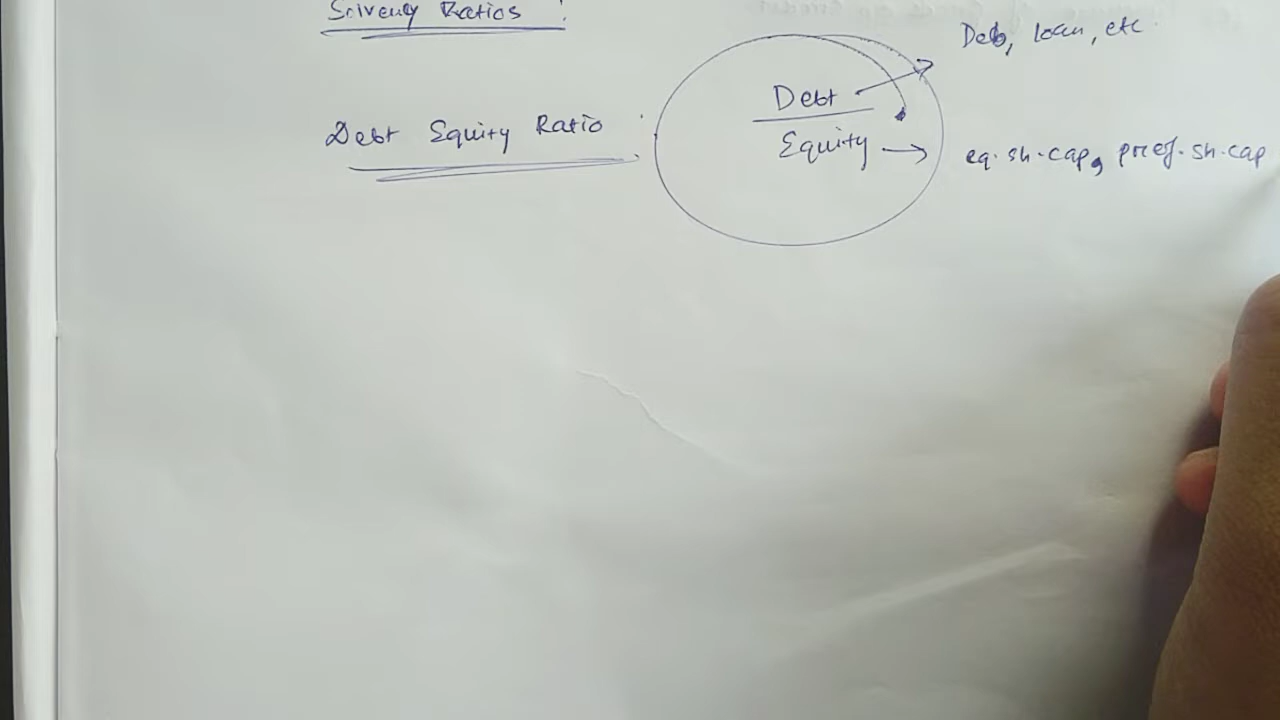 Solvency Ratios :
Deb, loan, etc.
Debt Equity Ratio : Debt
Equity → eq. sh. cap, pref. sh. cap